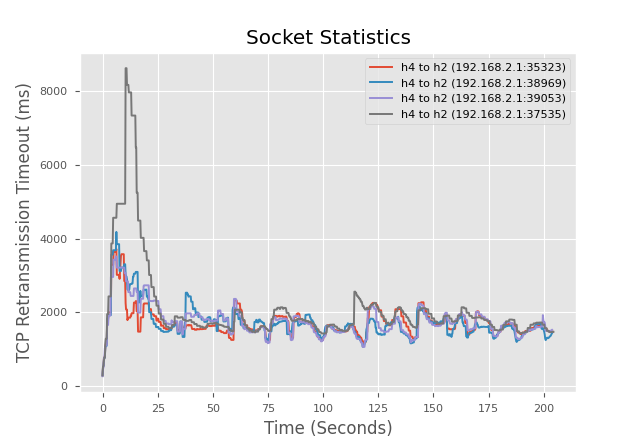 Socket Statistics
h4 to h2 (192.168.2.1:35323)
h4 to h2 (192.168.2.1:38969)
h4 to h2 (192.168.2.1:39053)
h4 to h2 (192.168.2.1:37535)
TCP Retransmission Timeout (ms)
8000
6000
4000
2000
0
0 25 50 75 100 125 150 175 200
Time (Seconds)